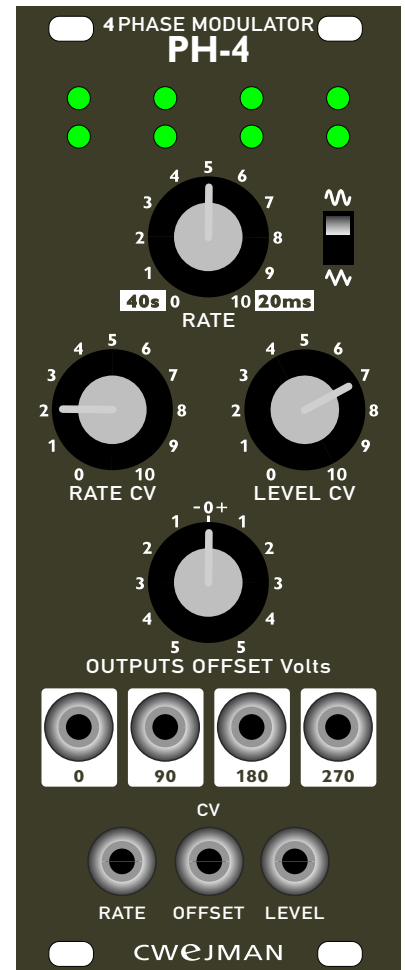 4 PHASE MODULATOR
PH-4
0 1 2 3 4 5 6 7 8 9 10
40s 20ms
RATE
0 1 2 3 4 5 6 7 8 9 10
RATE CV
0 1 2 3 4 5 6 7 8 9 10
LEVEL CV
-0+
5 4 3 2 1 1 2 3 4 5
OUTPUTS OFFSET Volts
0 90 180 270
CV
RATE OFFSET LEVEL
CWeJMAN